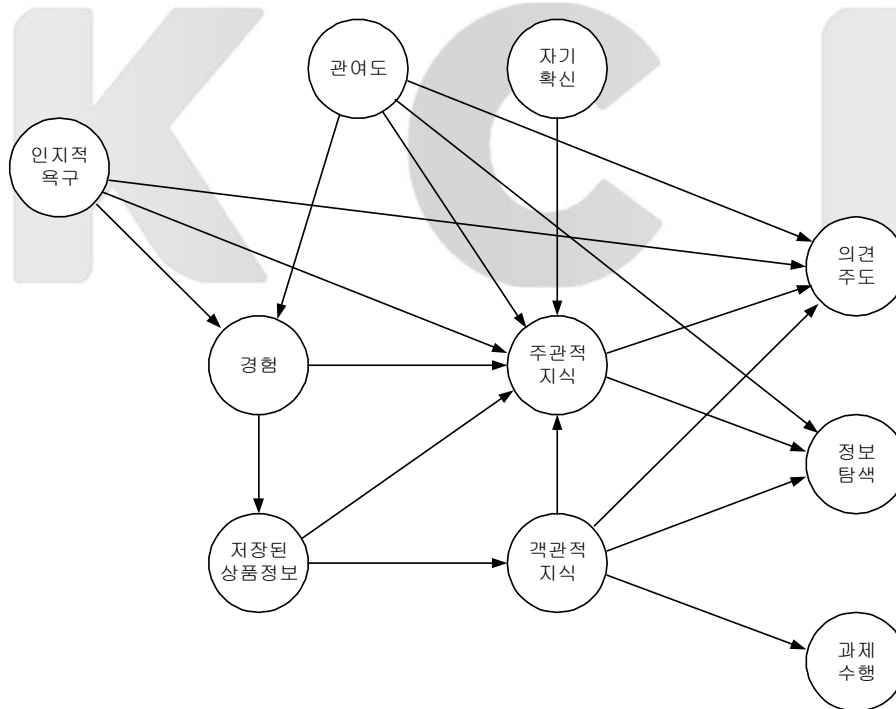 관여도
자기
확신
인지적
욕구
의견
주도
경험
주관적
지식
정보
탐색
저장된
상품정보
객관적
지식
과제
수행
K C I